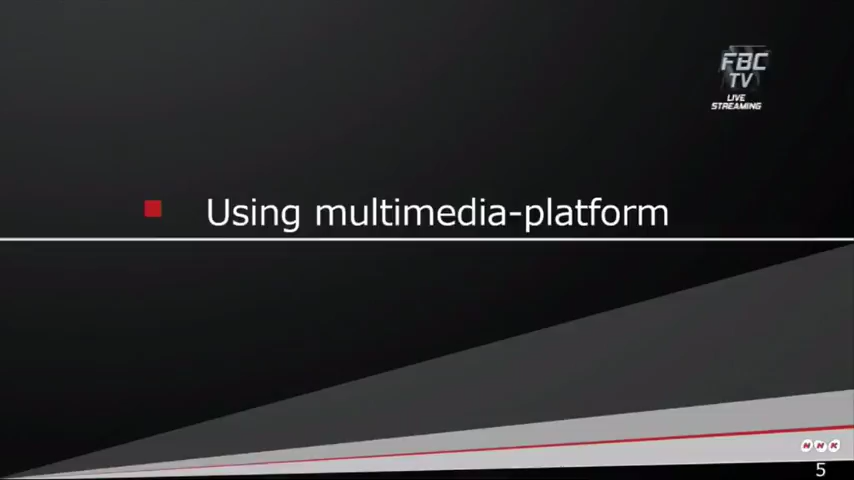 FBC
TV
LIVE
STREAMING
Using multimedia-platform
NHK
5